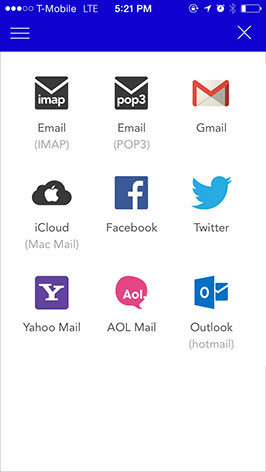 T-Mobile LTE 5:21 PM
imap
pop3
Email Email Gmail
(IMAP) (POP3)
iCloud Facebook Twitter
(Mac Mail)
Y Aol. O
Yahoo Mail AOL Mail Outlook
(hotmail)